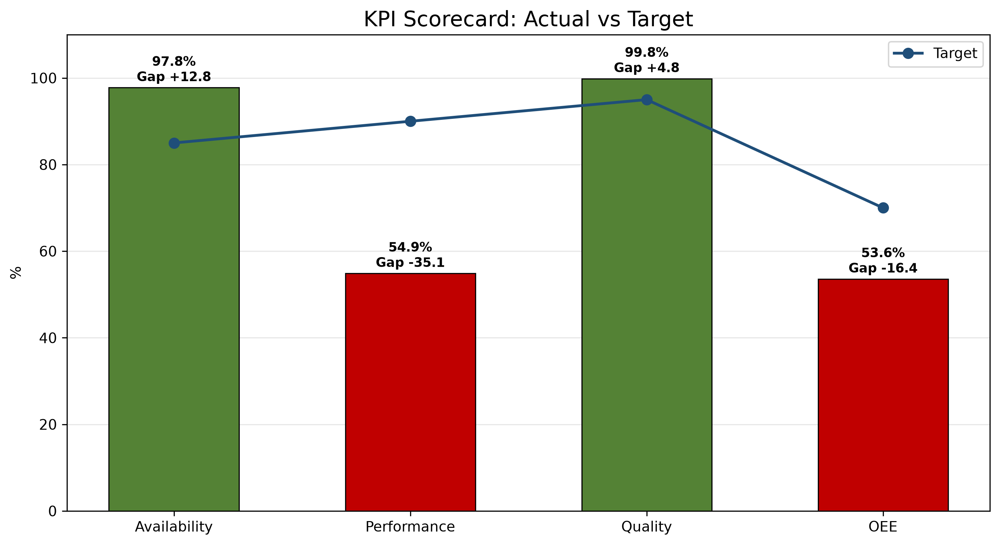 KPI Scorecard: Actual vs Target
Target
97.8%
Gap +12.8
54.9%
Gap -35.1
99.8%
Gap +4.8
53.6%
Gap -16.4
%
100
80
60
40
20
0
Availability
Performance
Quality
OEE